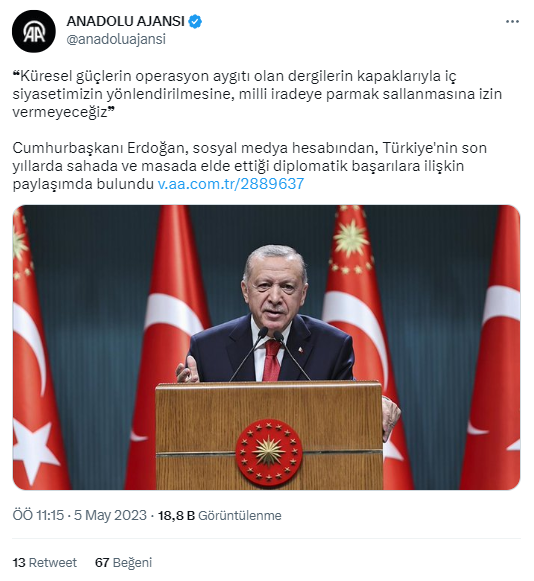 ANADOLU AJANSI
@anadoluajansi
❝Küresel güçlerin operasyon aygıtı olan dergilerin kapaklarıyla iç
siyasetimizin yönlendirilmesine, milli iradeye parmak sallanmasına izin
vermeyeceğiz❞
Cumhurbaşkanı Erdoğan, sosyal medya hesabından, Türkiye'nin son
yıllarda sahada ve masada elde ettiği diplomatik başarılara ilişkin
paylaşımda bulundu v.aa.com.tr/2889637
ÖÖ 11:15 · 5 May 2023 · 18,8 B Görüntülenme
13 Retweet 67 Beğeni